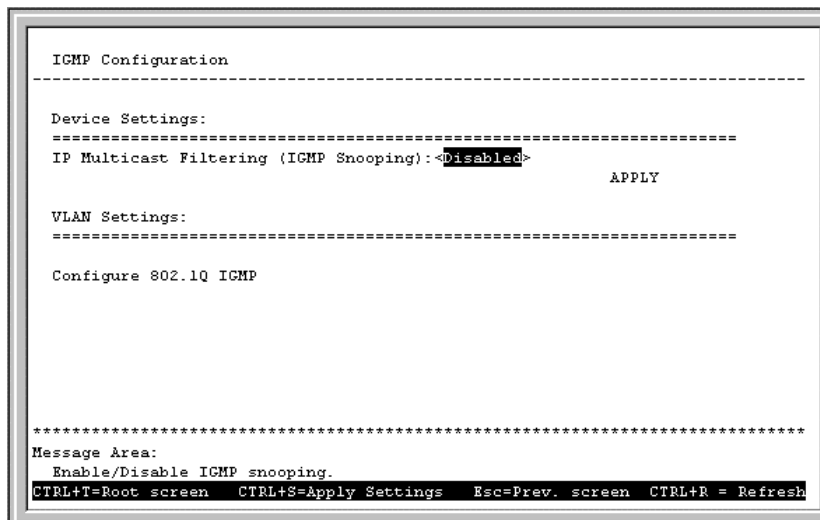 IGMP Configuration
--------------------------------------------------------------------------------
Device Settings:
======================================================================
IP Multicast Filtering (IGMP Snooping):<Disabled>
APPLY
VLAN Settings:
======================================================================
Configure 802.1Q IGMP
********************************************************************************
Message Area:
Enable/Disable IGMP snooping.
CTRL+T=Root screen CTRL+S=Apply Settings Esc=Prev. screen CTRL+R = Refresh